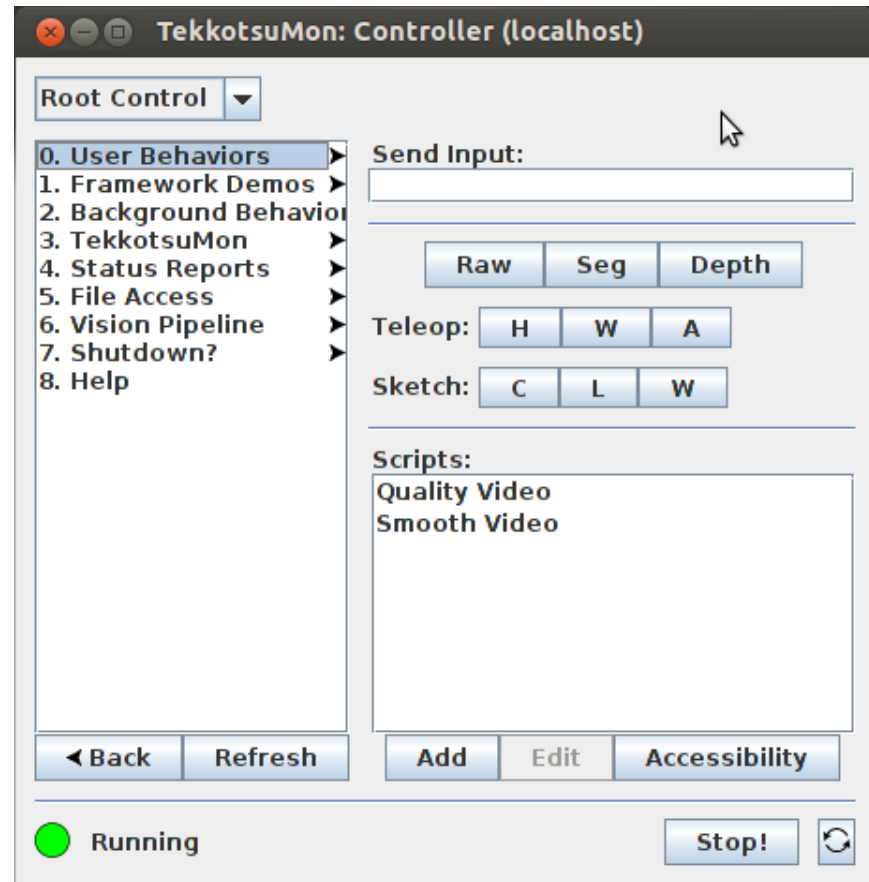 TekkotsuMon: Controller (localhost)
Root Control
0. User Behaviors
1. Framework Demos
2. Background Behavior
3. TekkotsuMon
4. Status Reports
5. File Access
6. Vision Pipeline
7. Shutdown?
8. Help
Back Refresh
Send Input:
Raw Seg Depth
Teleop: H W A
Sketch: C L W
Scripts:
Quality Video
Smooth Video
Add Edit Accessibility
Running Stop!